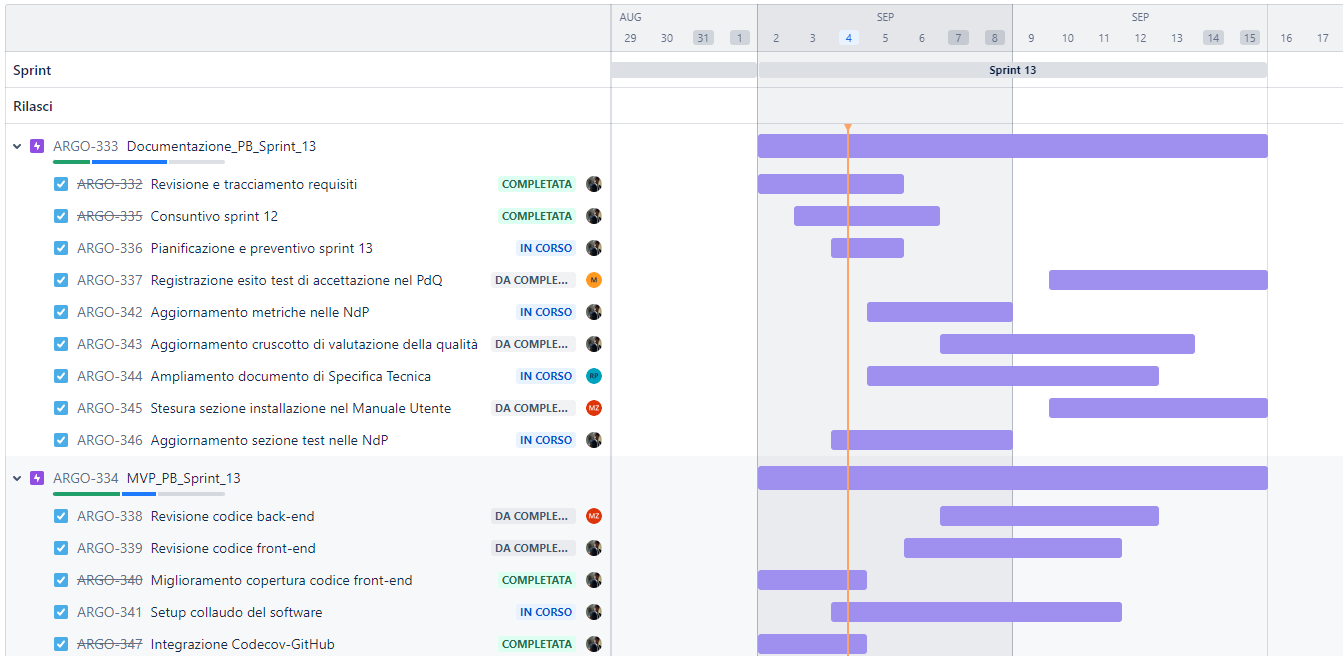 AUG SEP SEP
29 30 31 1 2 3 4 5 6 7 8 9 10 11 12 13 14 15 16 17
Sprint Sprint 13
Rilasci
ARGO-333 Documentazione_PB_Sprint_13
ARGO-332 Revisione e tracciamento requisiti COMPLETATA
ARGO-335 Consuntivo sprint 12 COMPLETATA
ARGO-336 Pianificazione e preventivo sprint 13 IN CORSO
ARGO-337 Registrazione esito test di accettazione nel PdQ DA COMPLE... M
ARGO-342 Aggiornamento metriche nelle NdP IN CORSO
ARGO-343 Aggiornamento cruscotto di valutazione della qualità DA COMPLE...
ARGO-344 Ampliamento documento di Specifica Tecnica IN CORSO RP
ARGO-345 Stesura sezione installazione nel Manuale Utente DA COMPLE... MZ
ARGO-346 Aggiornamento sezione test nelle NdP IN CORSO
ARGO-334 MVP_PB_Sprint_13
ARGO-338 Revisione codice back-end DA COMPLE... MZ
ARGO-339 Revisione codice front-end DA COMPLE...
ARGO-340 Miglioramento copertura codice front-end COMPLETATA
ARGO-341 Setup collaudo del software IN CORSO
ARGO-347 Integrazione Codecov-GitHub COMPLETATA